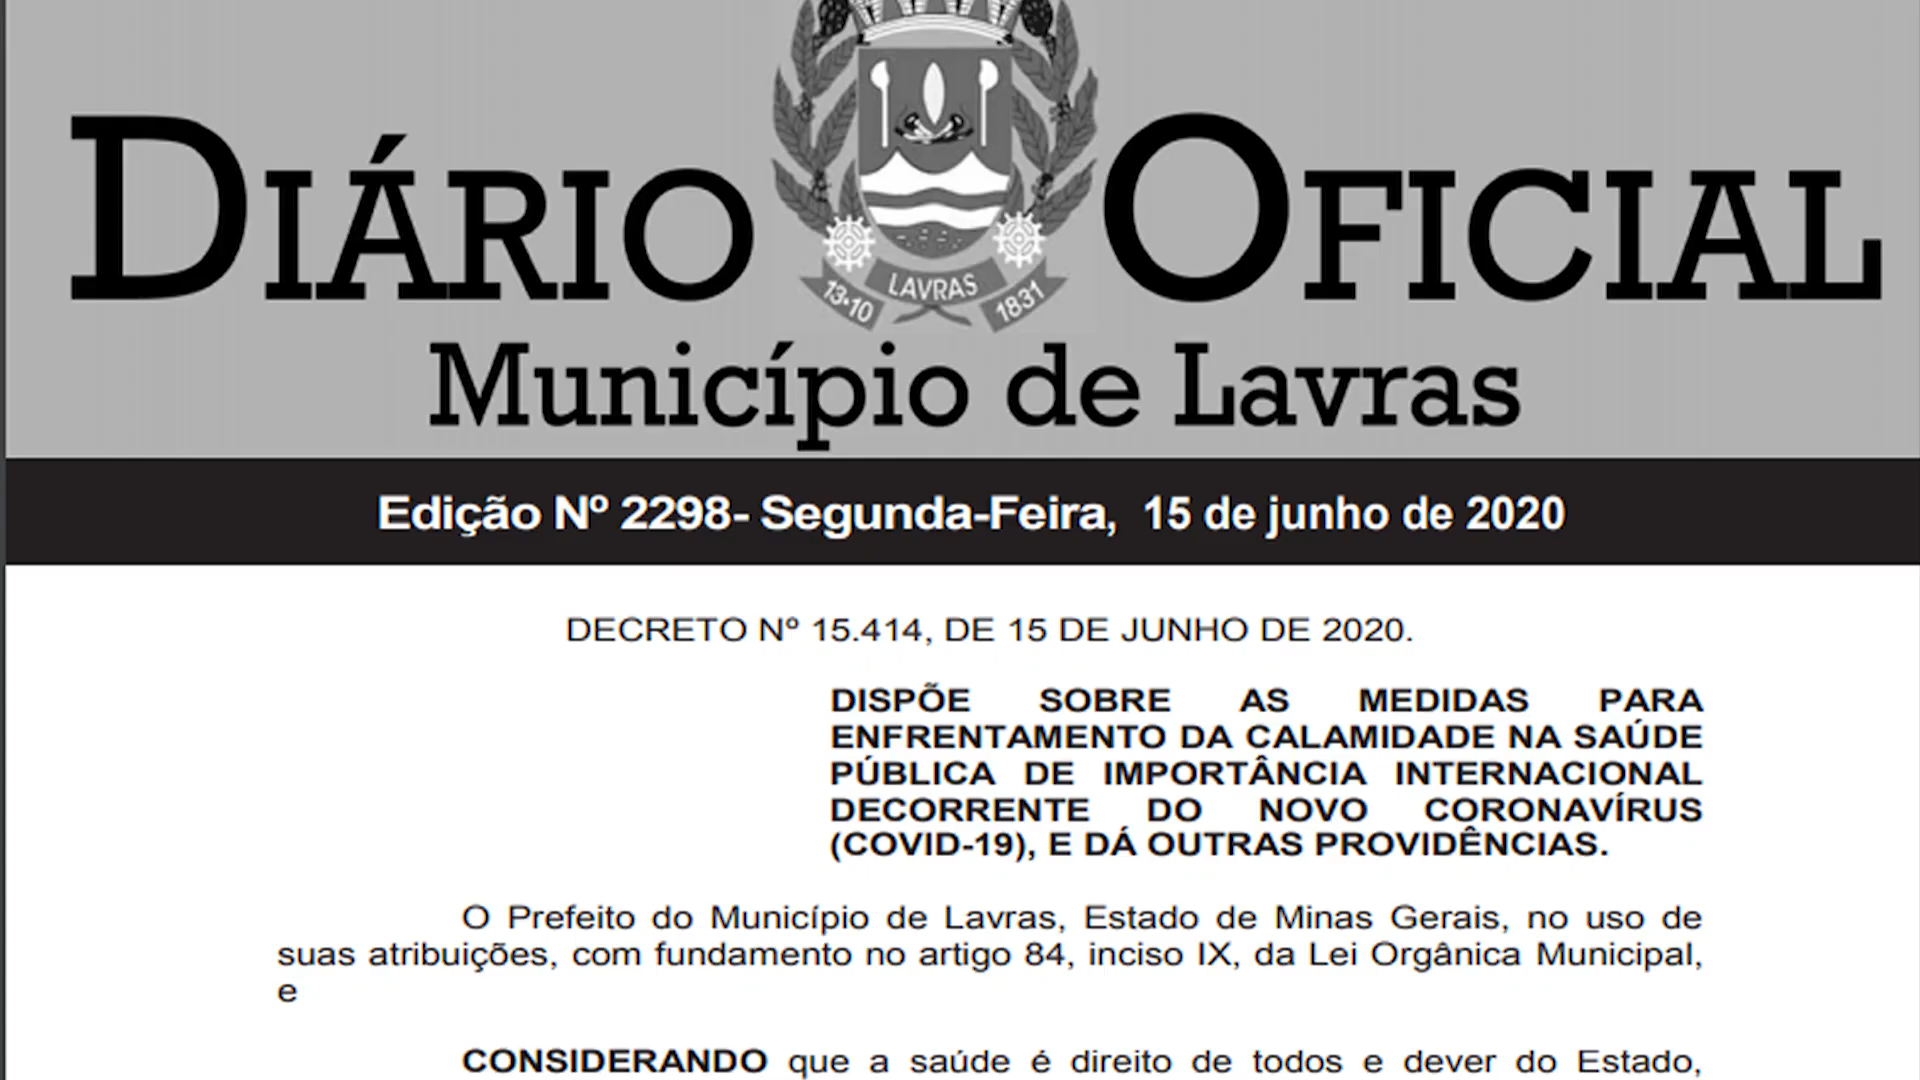 DIÁRIO OFICIAL
LAVRAS
13-10 1831
Município de Lavras
Edição Nº 2298- Segunda-Feira, 15 de junho de 2020
DECRETO Nº 15.414, DE 15 DE JUNHO DE 2020.
DISPÕE SOBRE AS MEDIDAS PARA
ENFRENTAMENTO DA CALAMIDADE NA SAÚDE
PÚBLICA DE IMPORTÂNCIA INTERNACIONAL
DECORRENTE DO NOVO CORONAVÍRUS
(COVID-19), E DÁ OUTRAS PROVIDÊNCIAS.
O Prefeito do Município de Lavras, Estado de Minas Gerais, no uso de
suas atribuições, com fundamento no artigo 84, inciso IX, da Lei Orgânica Municipal,
e
CONSIDERANDO que a saúde é direito de todos e dever do Estado,